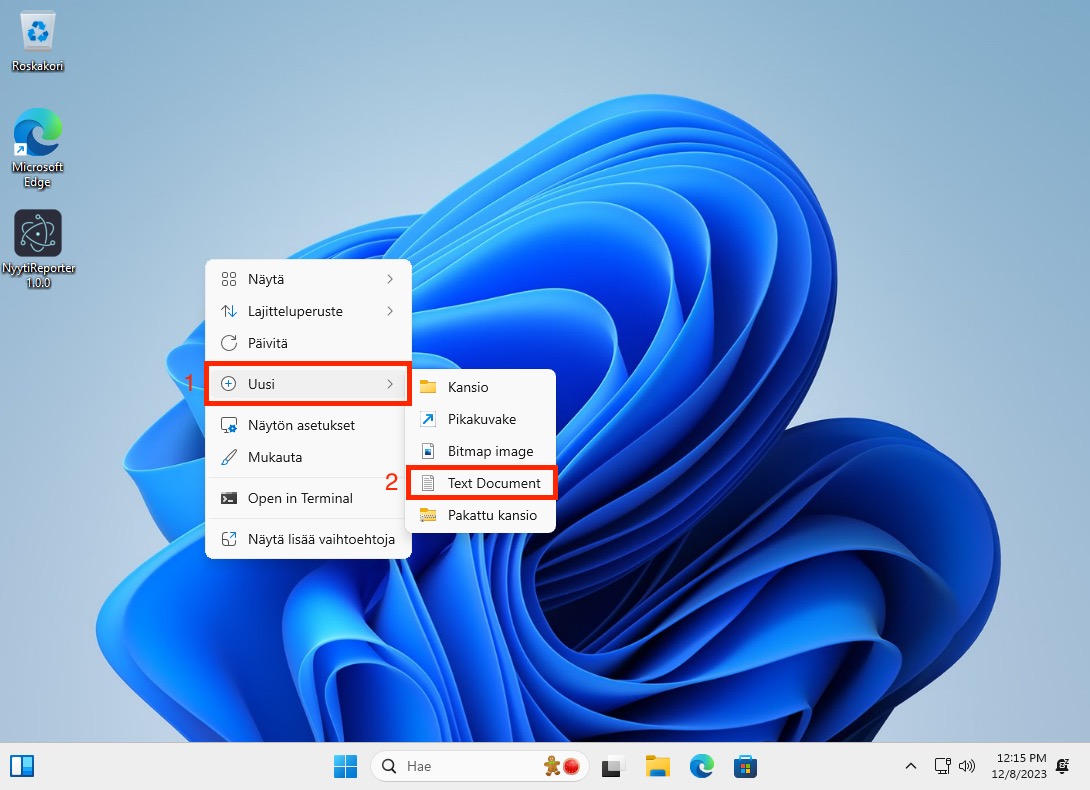 Roskakori
Microsoft
Edge
NyytiReporter
1.0.0
Näytä
Lajitteluperuste
Päivitä
1
Uusi
Näytön asetukset
Mukauta
Open in Terminal
Näytä lisää vaihtoehtoja
Kansio
Pikakuvake
Bitmap image
2
Text Document
Pakattu kansio
Hae
12:15 PM
12/8/2023